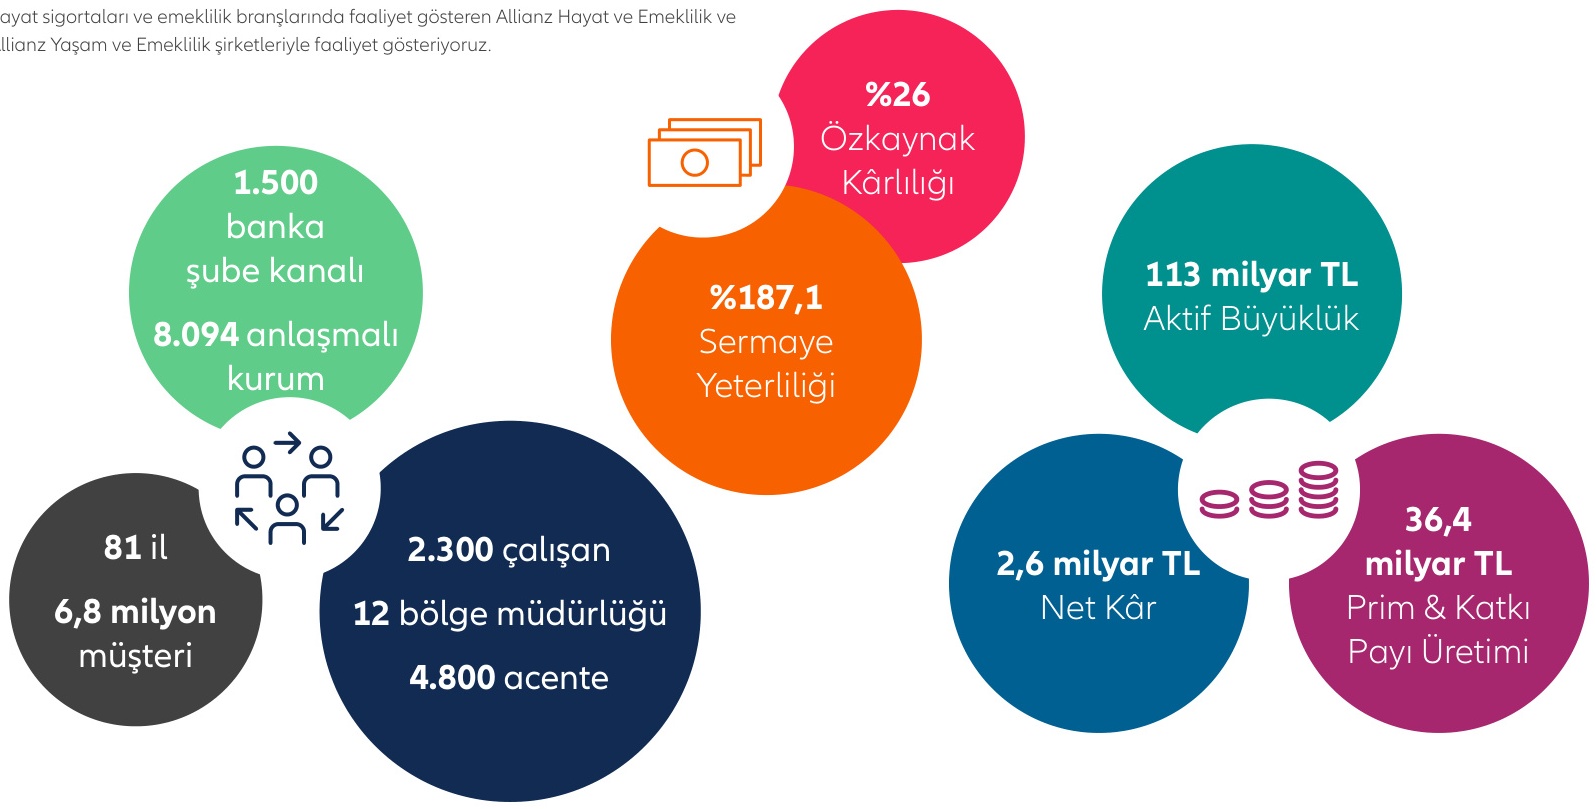 ayat sigortaları ve emeklilik branşlarında faaliyet gösteren Allianz Hayat ve Emeklilik ve
llianz Yaşam ve Emeklilik şirketleriyle faaliyet gösteriyoruz.
1.500
banka
şube kanalı
8.094 anlaşmalı
kurum
81 il
6,8 milyon
müşteri
2.300 çalışan
12 bölge müdürlüğü
4.800 acente
%26
Özkaynak
Kârlılığı
%187,1
Sermaye
Yeterliliği
113 milyar TL
Aktif Büyüklük
2,6 milyar TL
Net Kâr
36,4
milyar TL
Prim & Katkı
Payı Üretimi